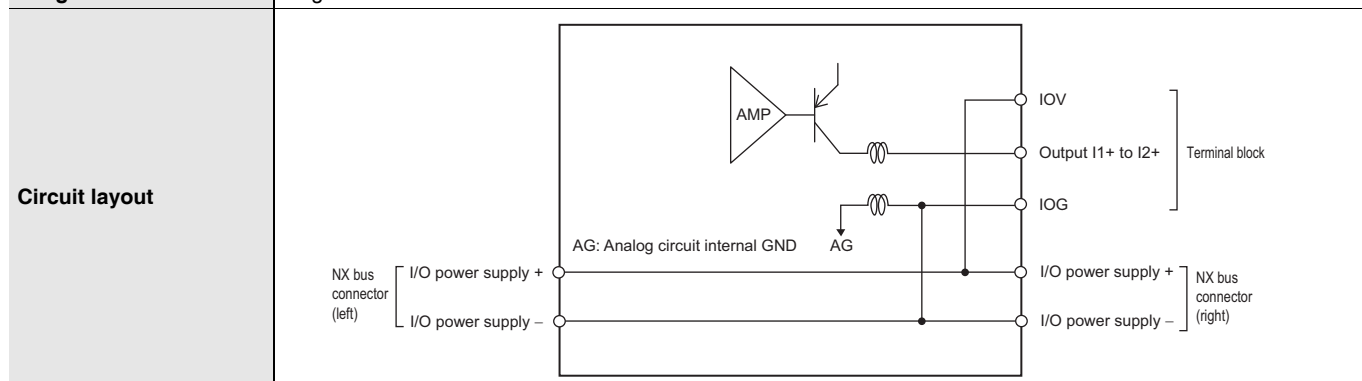 Circuit layout
AMP
IOV
Output I1+ to I2+
Terminal block
IOG
AG: Analog circuit internal GND
AG
NX bus
connector
(left)
I/O power supply +
I/O power supply –
I/O power supply +
I/O power supply –
NX bus
connector
(right)